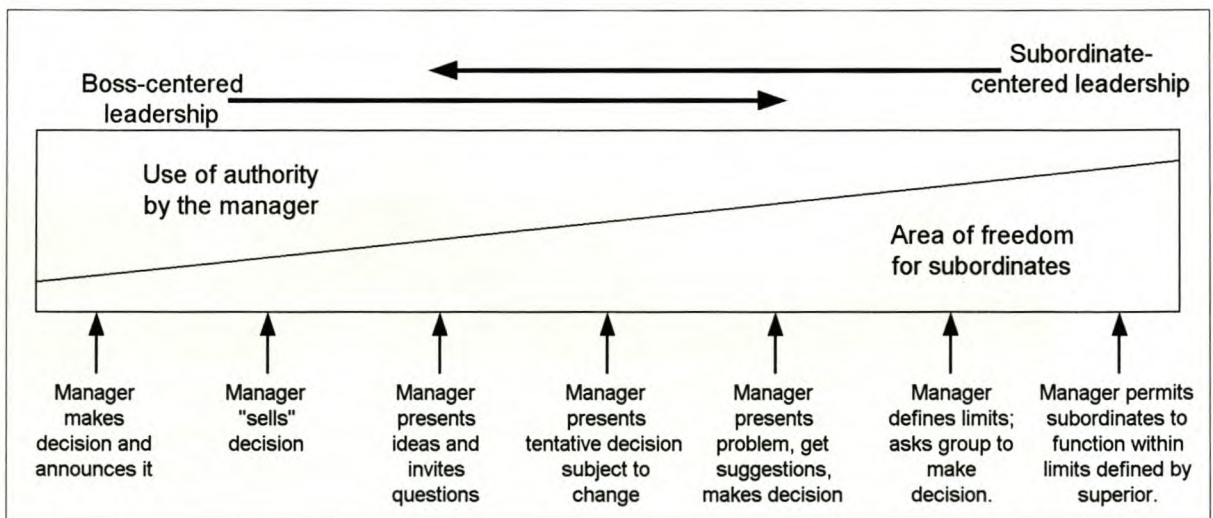 Boss-centered
leadership
Subordinate-
centered leadership
Use of authority
by the manager
Area of freedom
for subordinates
Manager
makes
decision and
announces it
Manager
"sells"
decision
Manager
presents
ideas and
invites
questions
Manager
presents
tentative decision
subject to
change
Manager
presents
problem, get
suggestions,
makes decision
Manager
defines limits;
asks group to
make
decision.
Manager permits
subordinates to
function within
limits defined by
superior.